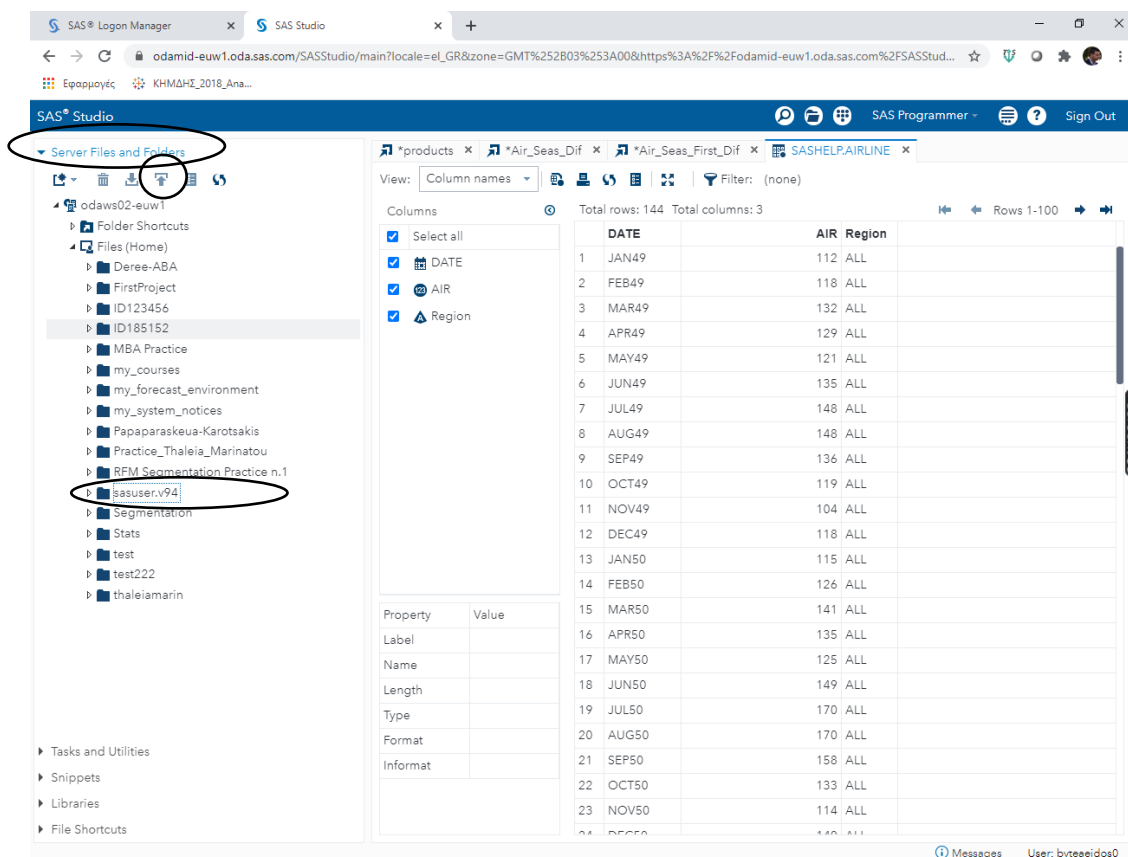 SAS® Logon Manager
SAS Studio
odamid-euw1.oda.sas.com/SASStudio/main?locale=el_GR&zone=GMT%252B03%253A00&https%3A%2F%2Fodamid-euw1.oda.sas.com%2FSASStud...
Εφαρμογές
ΚΗΜΔΗΣ_2018_Ana...
SAS® Studio
SAS Programmer
Sign Out
Server Files and Folders
odaws02-euw1
Folder Shortcuts
Files (Home)
Deree-ABA
FirstProject
ID123456
ID185152
MBA Practice
my_courses
my_forecast_environment
my_system_notices
Papaparaskeua-Karotsakis
Practice_Thaleia_Marinatou
RFM Segmentation Practice n.1
sasuser.v94
Segmentation
Stats
test
test222
thaleiamarin
Tasks and Utilities
Snippets
Libraries
File Shortcuts
*products
*Air_Seas_Dif
*Air_Seas_First_Dif
SASHELP.AIRLINE
View: Column names
Filter: (none)
Columns
Select all
DATE
AIR
Region
Property Value
Label
Name
Length
Type
Format
Informat
Total rows: 144 Total columns: 3
Rows 1-100
DATE AIR Region
1 JAN49 112 ALL
2 FEB49 118 ALL
3 MAR49 132 ALL
4 APR49 129 ALL
5 MAY49 121 ALL
6 JUN49 135 ALL
7 JUL49 148 ALL
8 AUG49 148 ALL
9 SEP49 136 ALL
10 OCT49 119 ALL
11 NOV49 104 ALL
12 DEC49 118 ALL
13 JAN50 115 ALL
14 FEB50 126 ALL
15 MAR50 141 ALL
16 APR50 135 ALL
17 MAY50 125 ALL
18 JUN50 149 ALL
19 JUL50 170 ALL
20 AUG50 170 ALL
21 SEP50 158 ALL
22 OCT50 133 ALL
23 NOV50 114 ALL
24 DEC50 140 ALL
Messages
User: byteaeidos0